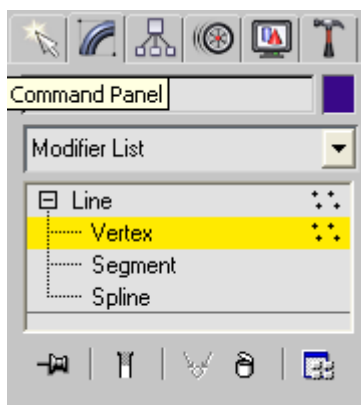 Command Panel
Modifier List
Line
Vertex
Segment
Spline